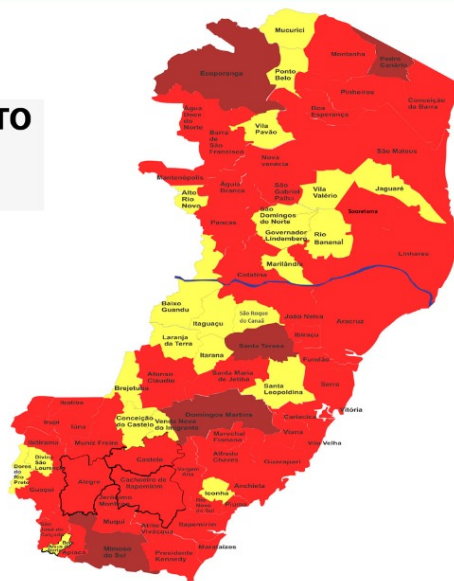 TO
Mucurici
Montanha
Pedro
Canário
Ecoporanga
Ponto
Belo
Pinheiros
Conceição
da Barra
Água
Doce
do
Norte
Boa
Esperança
Vila
Pavão
Barra
de
São
Francisco
São Mateus
Nova
Venécia
Mantenópolis
Águia
Branca
São
Gabriel
Palha
Vila
Valério
Jaguaré
Alto
Rio
Novo
São
Domingos
do Norte
Sooretama
Pancas
Governador
Lindemberg
Rio
Bananal
Marilândia
Linhares
Colatina
Baixo
Guandu
São Roque
do Canaã
João Neiva
Itaguaçu
Aracruz
Laranja
da Terra
Ibiraçu
Santa Teresa
Itarana
Fundão
Afonso
Cláudio
Santa Maria
de Jetibá
Brejetuba
Santa
Leopoldina
Serra
Ibatiba
Conceição
do Castelo
Venda Nova
do Imigrante
Domingos Martins
Cariacica
Vitória
Irupi
Iúna
Marechal
Floriano
Viana
Vila Velha
Ibitirama
Muniz Freire
Castelo
Alfredo
Chaves
Guarapari
Divino
São
Lourenço
Dores
do
Rio
Preto
Vargem
Alta
Guaçuí
Alegre
Cachoeiro de
Itapemirim
Anchieta
Iconha
Jerônimo
Monteiro
Rio
Novo
do Sul
Piúma
São
José do
Calçado
Muqui
Atílio
Vivácqua
Itapemirim
Marataízes
Apiacá
Mimoso
do Sul
Presidente
Kennedy